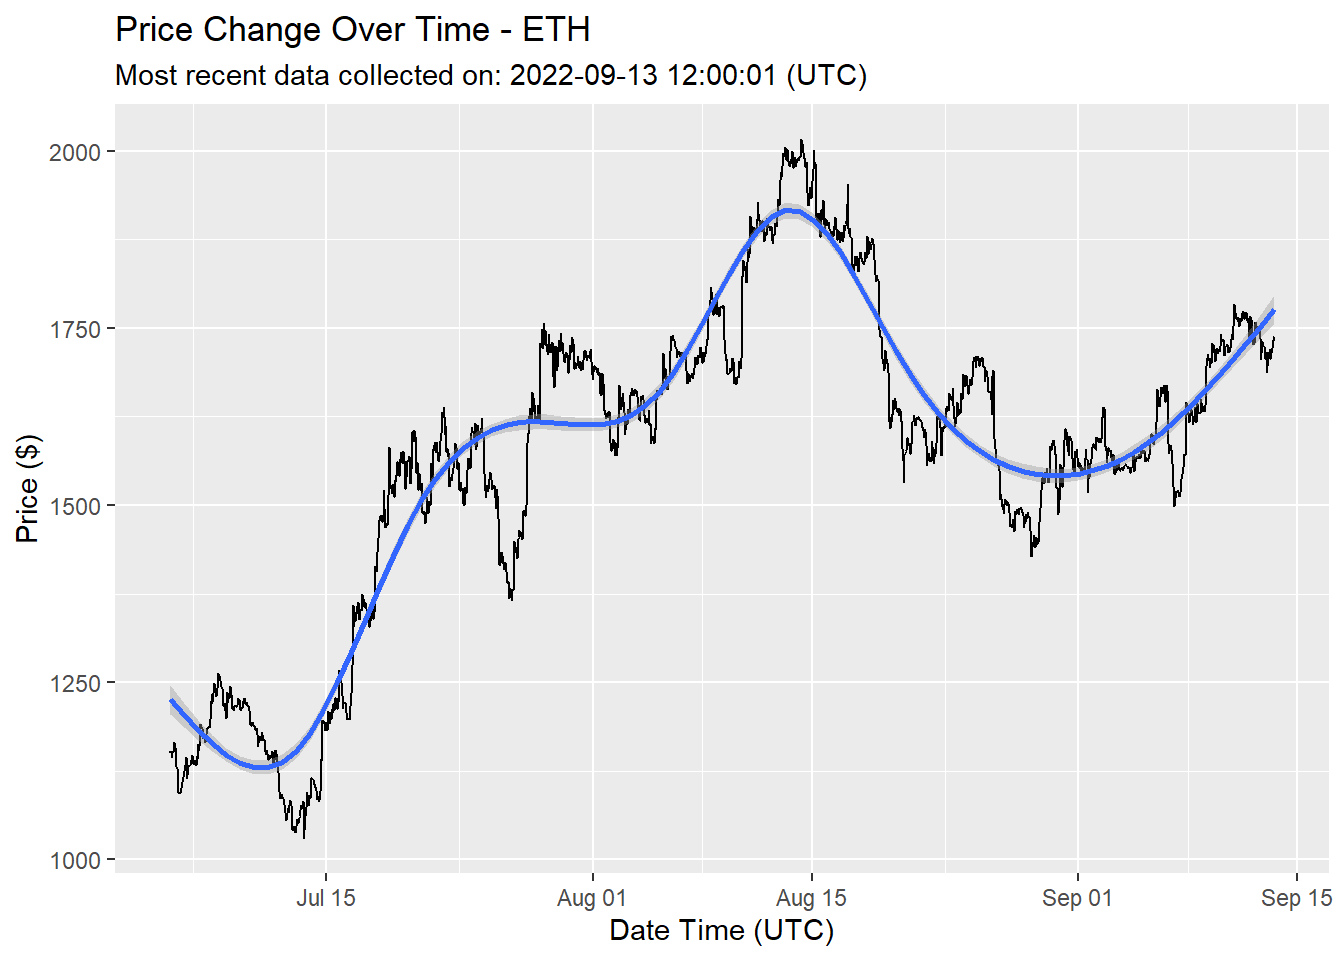 Price Change Over Time - ETH
Most recent data collected on: 2022-09-13 12:00:01 (UTC)
Price ($)
2000
1750
1500
1250
1000
Jul 15
Aug 01
Aug 15
Sep 01
Sep 15
Date Time (UTC)